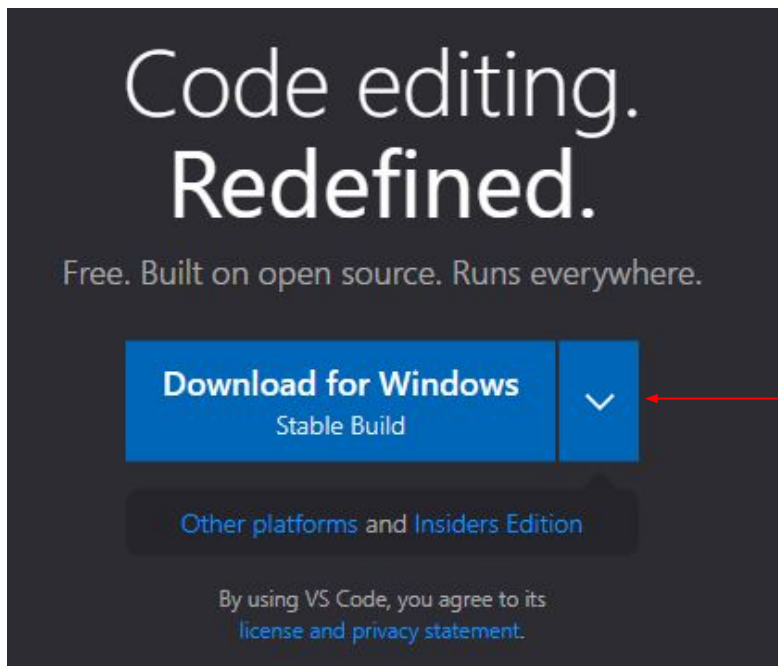 Code editing.
Redefined.
Free. Built on open source. Runs everywhere.
Download for Windows
Stable Build
Other platforms and Insiders Edition
By using VS Code, you agree to its
license and privacy statement.